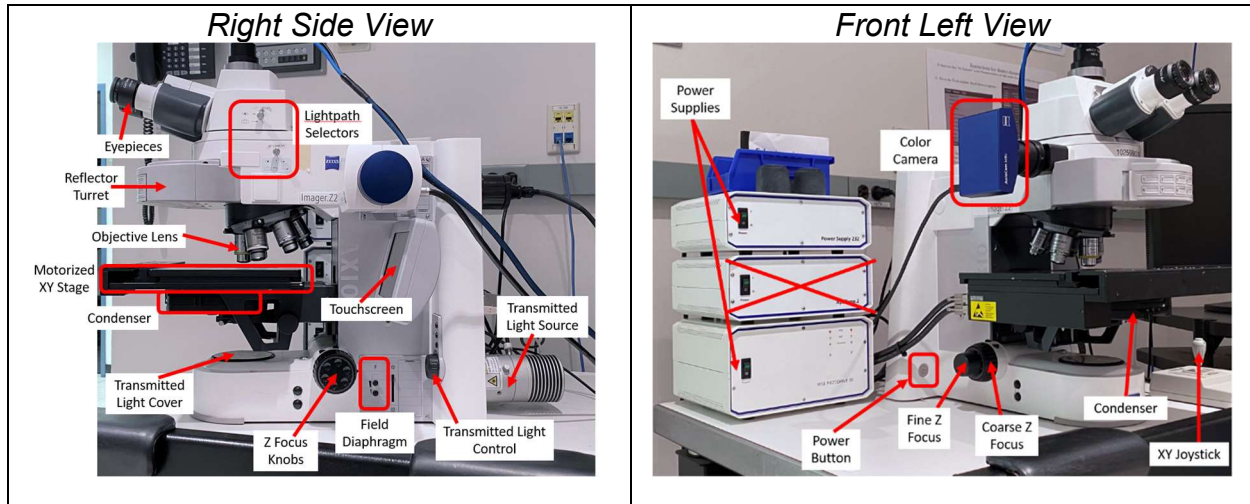 Right Side View
Eyepieces
Lightpath
Selectors
Reflector
Turret
ZEISS
Imager.Z2
Objective Lens
Motorized
XY Stage
Condenser
Touchscreen
Transmitted
Light Source
Transmitted
Light Cover
Z Focus
Knobs
Field
Diaphragm
Transmitted Light
Control
Front Left View
Power
Supplies
Color
Camera
Power Supply 232
Power
Button
Fine Z
Focus
Coarse Z
Focus
Condenser
XY Joystick